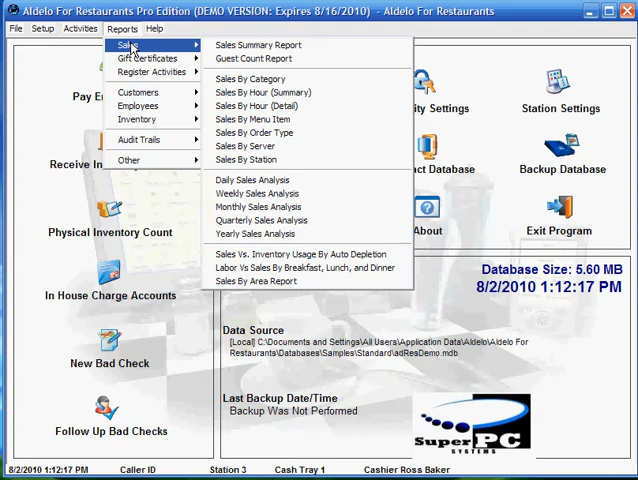 Aldelo For Restaurants Pro Edition (DEMO VERSION: Expires 8/16/2010) - Aldelo For Restaurants
File Setup Activities Reports Help
Sales
Gift Certificates
Register Activities
Customers
Employees
Inventory
Audit Trails
Other
Sales Summary Report
Guest Count Report
Sales By Category
Sales By Hour (Summary)
Sales By Hour (Detail)
Sales By Menu Item
Sales By Order Type
Sales By Server
Sales By Station
Daily Sales Analysis
Weekly Sales Analysis
Monthly Sales Analysis
Quarterly Sales Analysis
Yearly Sales Analysis
Sales Vs. Inventory Usage By Auto Depletion
Labor Vs Sales By Breakfast, Lunch, and Dinner
Sales By Area Report
Pay E
Receive In
Physical Inventory Count
In House Charge Accounts
New Bad Check
Follow Up Bad Checks
urity Settings
Station Settings
act Database
Backup Database
About
Exit Program
Database Size: 5.60 MB
8/2/2010 1:12:17 PM
Data Source
[Local] C:\Documents and Settings\All Users\Application Data\Aldelo\Aldelo For
Restaurants\Databases\Samples\Standard\adResDemo.mdb
Last Backup Date/Time
Backup Was Not Performed
Super PC
SYSTEMS
8/2/2010 1:12:17 PM Caller ID Station 3 Cash Tray 1 Cashier Ross Baker